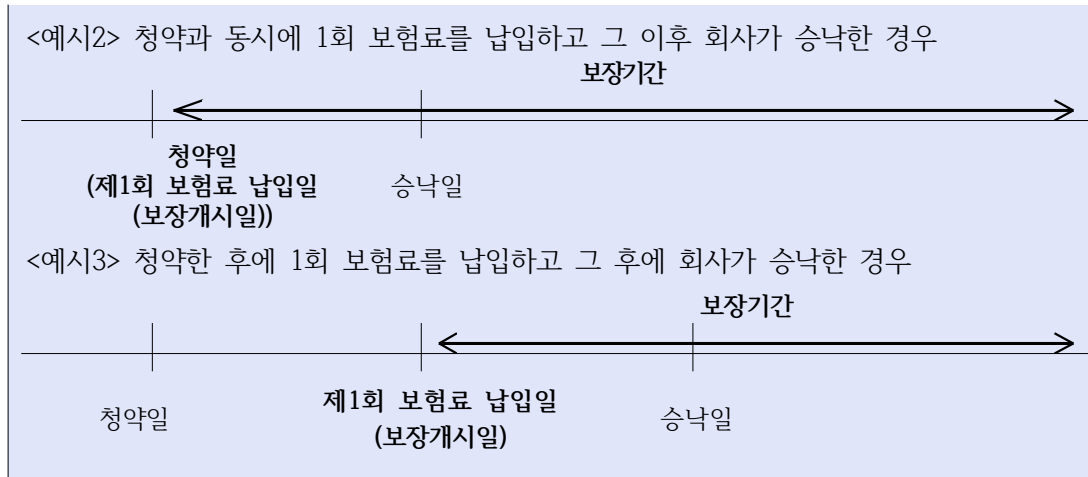 <예시2> 청약과 동시에 1회 보험료를 납입하고 그 이후 회사가 승낙한 경우
보장기간
청약일
(제1회 보험료 납입일
(보장개시일))
승낙일
<예시3> 청약한 후에 1회 보험료를 납입하고 그 후에 회사가 승낙한 경우
보장기간
청약일
제1회 보험료 납입일
(보장개시일)
승낙일